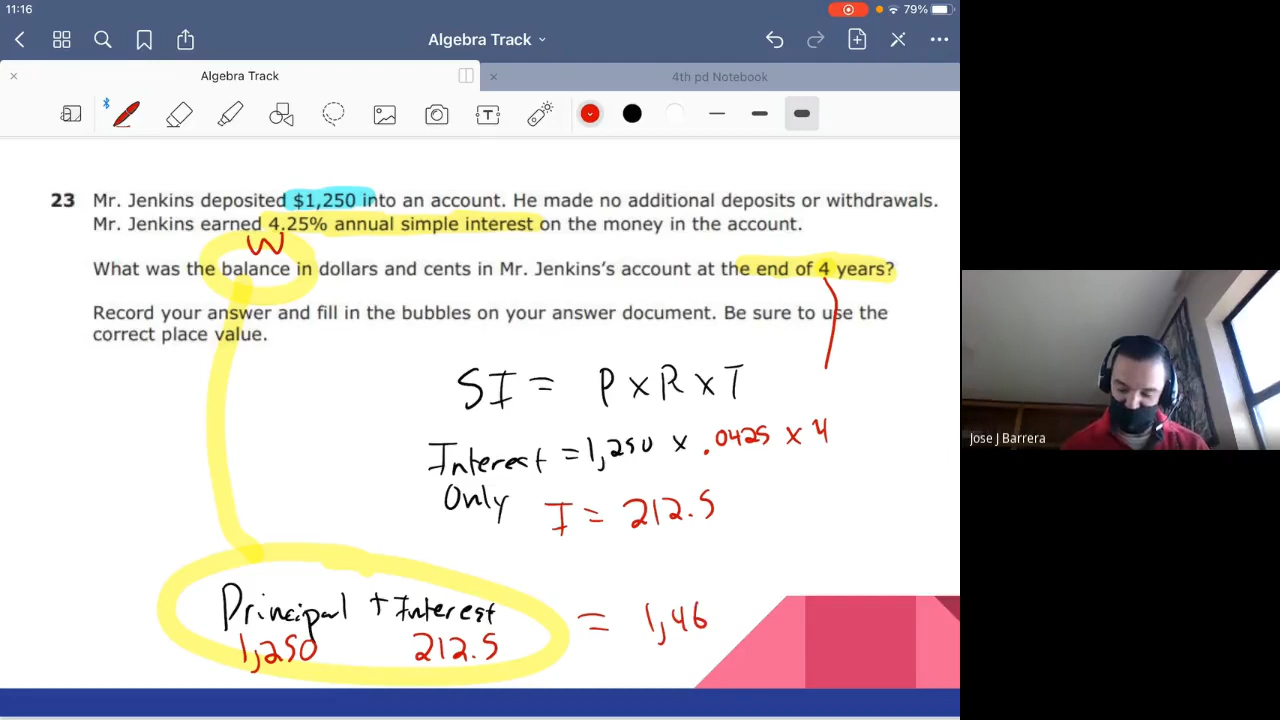 11:16
79%
Algebra Track
Algebra Track
4th pd Notebook
T
23 Mr. Jenkins deposited $1,250 into an account. He made no additional deposits or withdrawals.
Mr. Jenkins earned 4.25% annual simple interest on the money in the account.
What was the balance in dollars and cents in Mr. Jenkins's account at the end of 4 years?
Record your answer and fill in the bubbles on your answer document. Be sure to use the
correct place value.
SI = P x R x T
Interest = 1,250 x .0425 x 4
Only I = 212.5
Principal + Interest = 1,46
1,250 212.5
Jose J Barrera